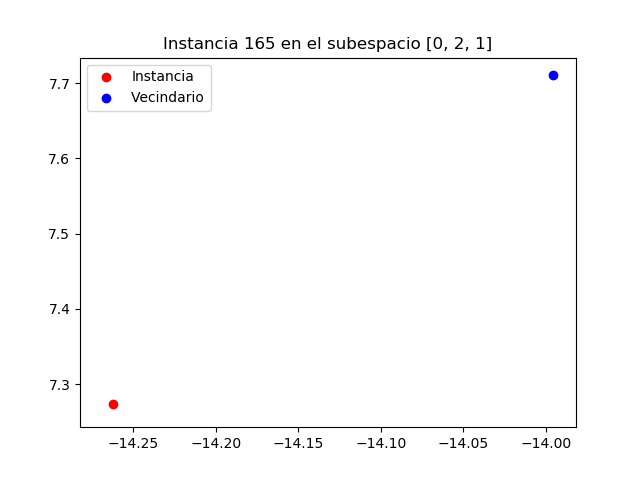 Instancia 165 en el subespacio [0, 2, 1]
Instancia
Vecindario
7.7
7.6
7.5
7.4
7.3
−14.25 −14.20 −14.15 −14.10 −14.05 −14.00